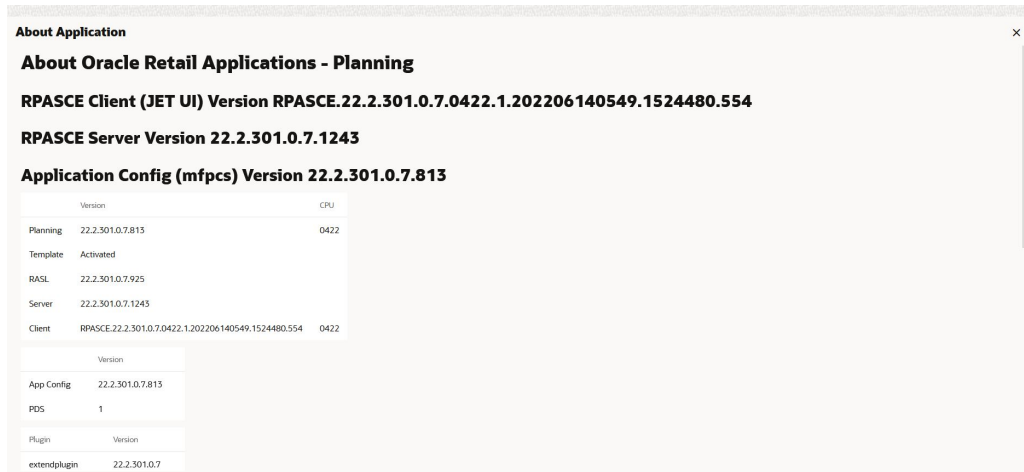 About Application
×
About Oracle Retail Applications - Planning
RPASCE Client (JET UI) Version RPASCE.22.2.301.0.7.0422.1.202206140549.1524480.554
RPASCE Server Version 22.2.301.0.7.1243
Application Config (mfpcs) Version 22.2.301.0.7.813
Version CPU
Planning 22.2.301.0.7.813 0422
Template Activated
RASL 22.2.301.0.7.925
Server 22.2.301.0.7.1243
Client RPASCE.22.2.301.0.7.0422.1.202206140549.1524480.554 0422
Version
App Config 22.2.301.0.7.813
PDS 1
Plugin Version
extendplugin 22.2.301.0.7